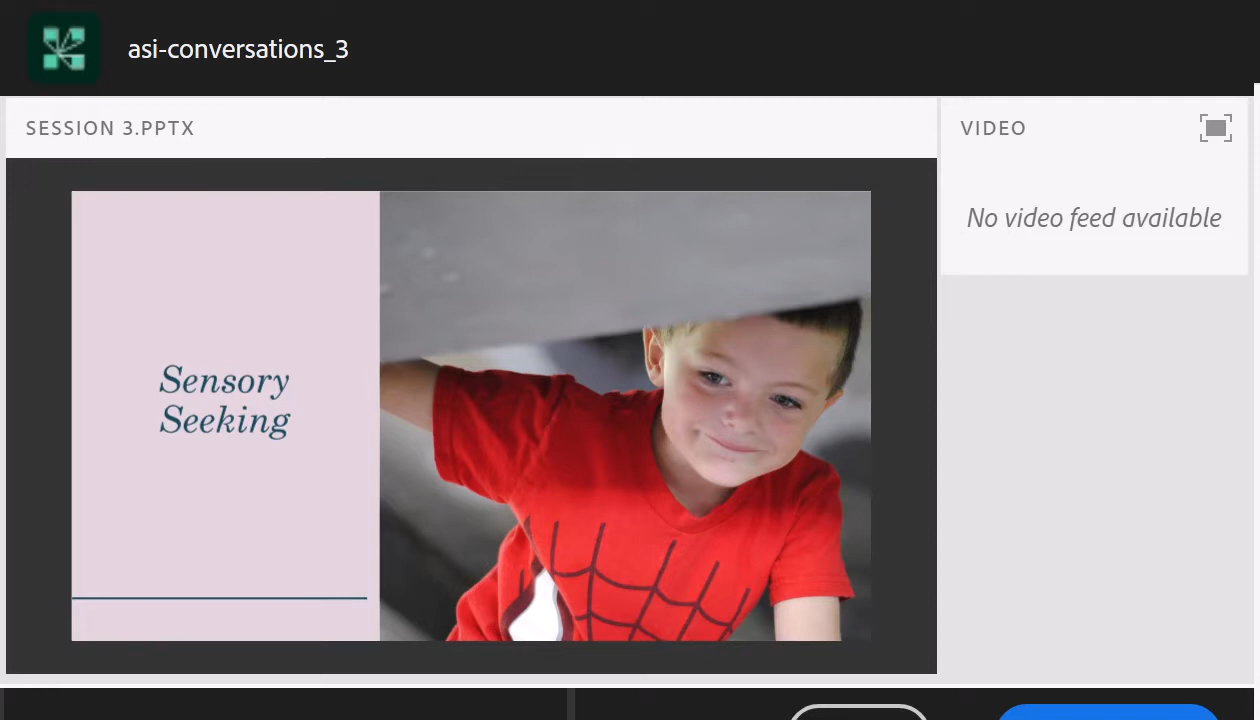 asi-conversations_3
SESSION 3.PPTX
VIDEO
No video feed available
Sensory
Seeking